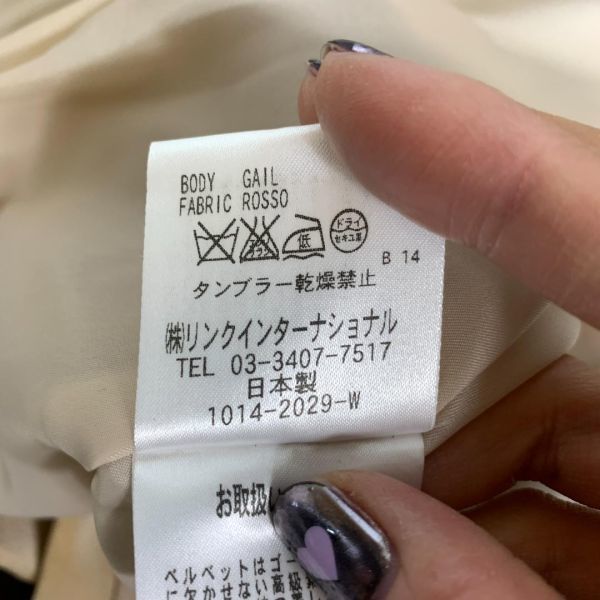 BODY GAIL
FABRIC ROSSO
低
ドライ
セキユ系
B 14
タンブラー乾燥禁止
(株)リンクインターナショナル
TEL 03-3407-7517
日本製
1014-2029-W
お取扱い
ベルベットはゴー
に欠かせない高級